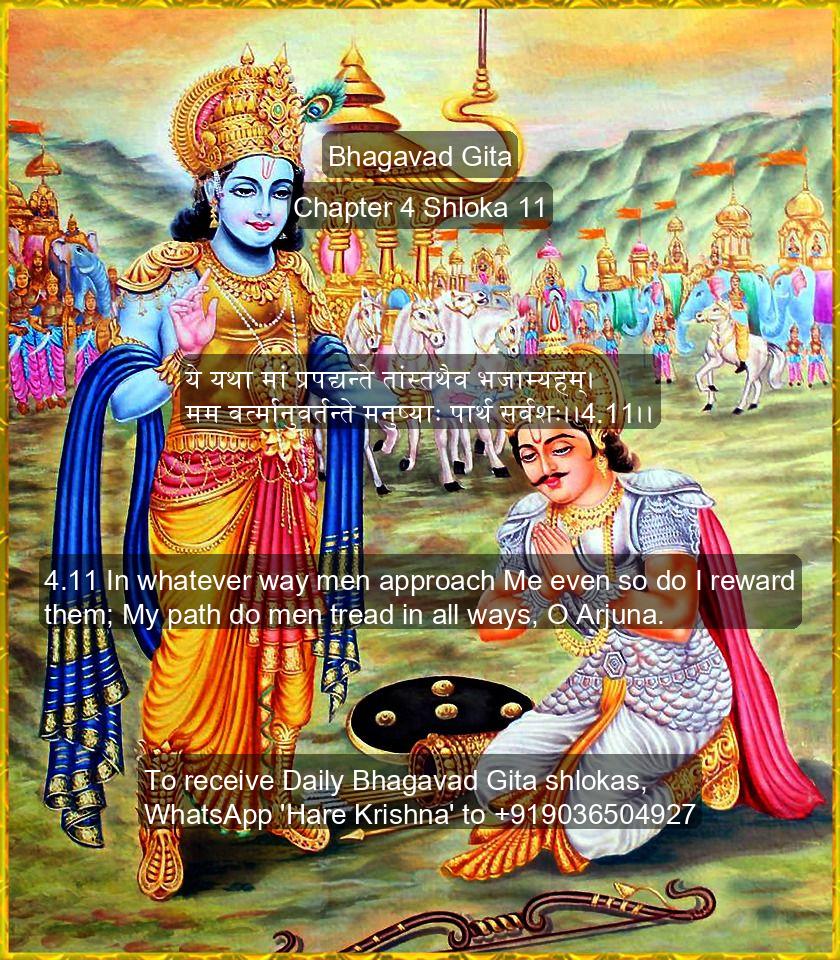 Bhagavad Gita
Chapter 4 Shloka 11
ये यथा मां प्रपद्यन्ते तांस्तथैव भजाम्यहम्।
मम वर्त्मानुवर्तन्ते मनुष्याः पार्थ सर्वशः।।4.11।।
4.11 In whatever way men approach Me even so do I reward
them; My path do men tread in all ways, O Arjuna.
To receive Daily Bhagavad Gita shlokas,
WhatsApp 'Hare Krishna' to +919036504927